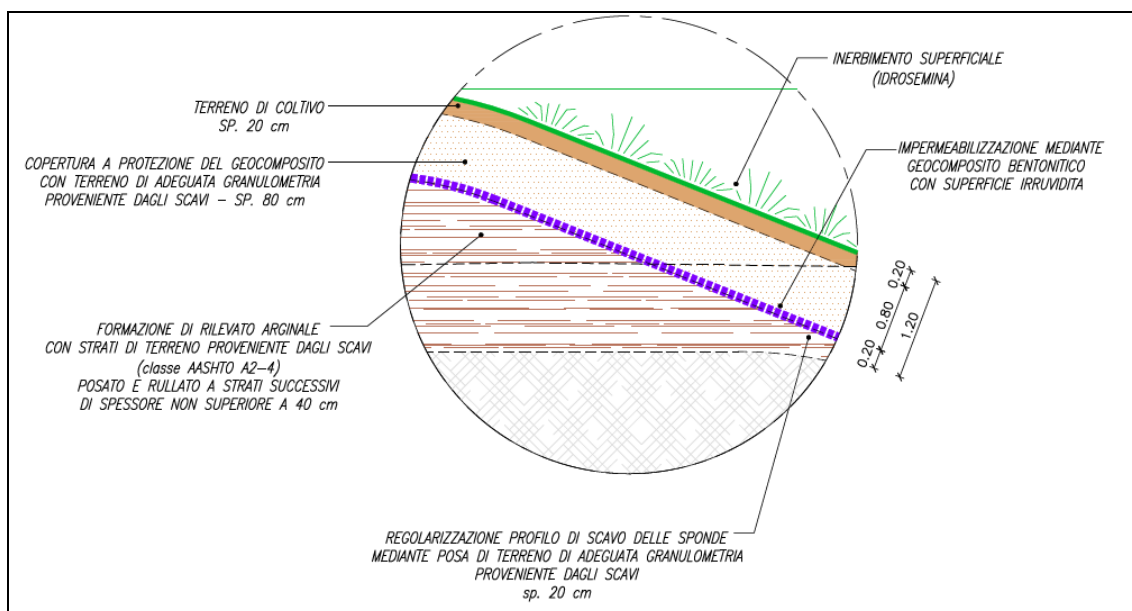 TERRENO DI COLTIVO
SP. 20 cm
COPERTURA A PROTEZIONE DEL GEOCOMPOSITO
CON TERRENO DI ADEGUATA GRANULOMETRIA
PROVENIENTE DAGLI SCAVI – SP. 80 cm
FORMAZIONE DI RILEVATO ARGINALE
CON STRATI DI TERRENO PROVENIENTE DAGLI SCAVI
(classe AASHTO A2–4)
POSATO E RULLATO A STRATI SUCCESSIVI
DI SPESSORE NON SUPERIORE A 40 cm
INERBIMENTO SUPERFICIALE
(IDROSEMINA)
IMPERMEABILIZZAZIONE MEDIANTE
GEOCOMPOSITO BENTONITICO
CON SUPERFICIE IRRUVIDITA
0.20
0.80
0.20
1.20
REGOLARIZZAZIONE PROFILO DI SCAVO DELLE SPONDE
MEDIANTE POSA DI TERRENO DI ADEGUATA GRANULOMETRIA
PROVENIENTE DAGLI SCAVI
sp. 20 cm